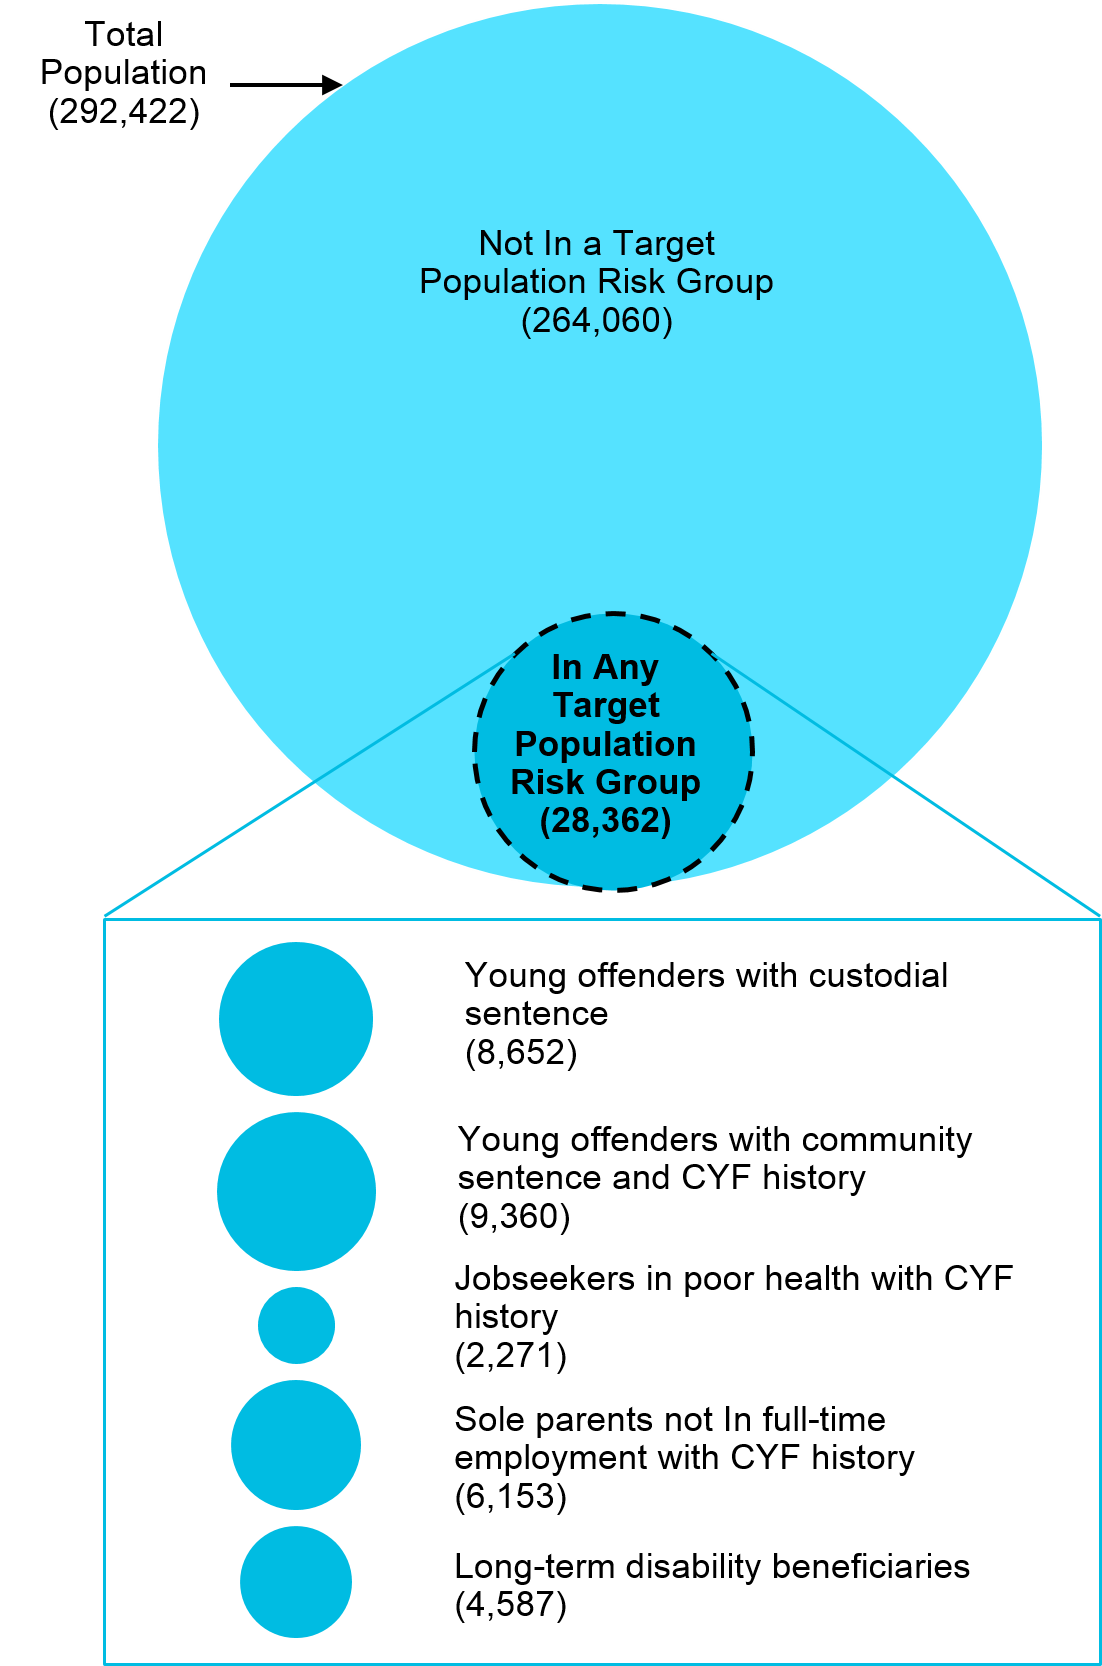 Total
Population
(292,422)
Not In a Target
Population Risk Group
(264,060)
In Any
Target
Population
Risk Group
(28,362)
Young offenders with custodial
sentence
(8,652)
Young offenders with community
sentence and CYF history
(9,360)
Jobseekers in poor health with CYF
history
(2,271)
Sole parents not In full-time
employment with CYF history
(6,153)
Long-term disability beneficiaries
(4,587)